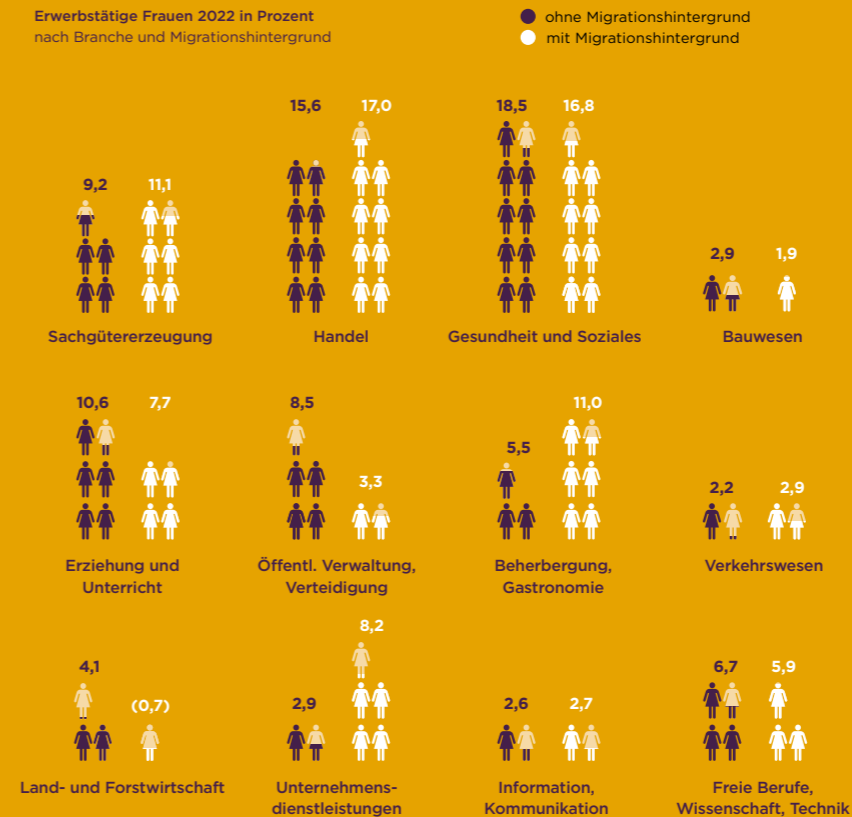 Erwerbstätige Frauen 2022 in Prozent
nach Branche und Migrationshintergrund
ohne Migrationshintergrund
mit Migrationshintergrund
9,2 11,1
Sachgütererzeugung
15,6 17,0
Handel
18,5 16,8
Gesundheit und Soziales
2,9 1,9
Bauwesen
10,6 7,7
Erziehung und
Unterricht
8,5 3,3
Öffentl. Verwaltung,
Verteidigung
5,5 11,0
Beherbergung,
Gastronomie
2,2 2,9
Verkehrswesen
4,1 (0,7)
Land- und Forstwirtschaft
2,9 8,2
Unternehmens-
dienstleistungen
2,6 2,7
Information,
Kommunikation
6,7 5,9
Freie Berufe,
Wissenschaft, Technik